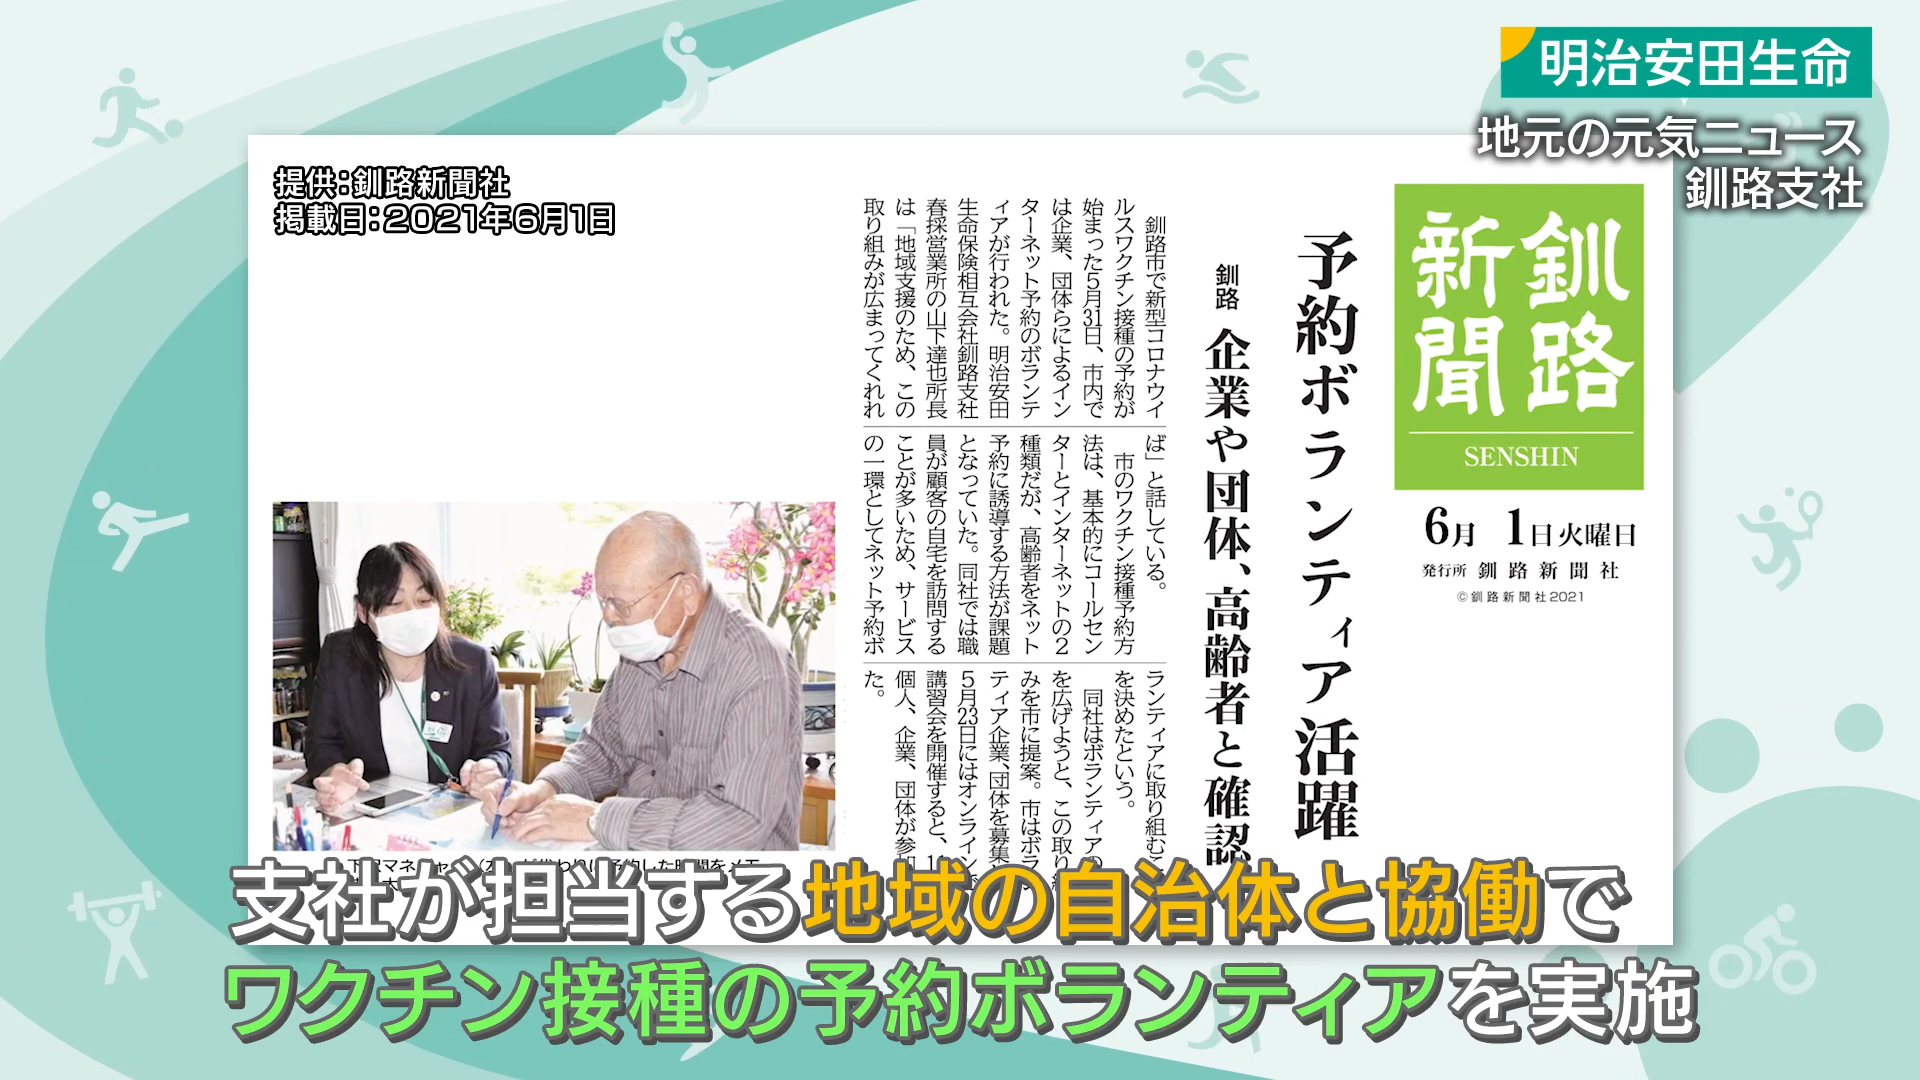 明治安田生命
地元の元気ニュース
釧路支社
提供：釧路新聞社
掲載日：2021年6月1日
釧路
新聞
SENSHIN
6月 1日火曜日
発行所 釧路新聞社
©釧路新聞社2021
予約ボランティア活躍
釧路 企業や団体、高齢者と確認
釧路市で新型コロナウイ
ルスワクチン接種の予約が
始まった5月31日、市内で
は企業、団体らによるイン
ターネット予約のボランテ
ィアが行われた。明治安田
生命保険相互会社釧路支社
春採営業所の山下達也所長
は「地域支援のため、この
取り組みが広まってくれれ
ば」と話している。
市のワクチン接種予約方
法は、基本的にコールセン
ターとインターネットの2
種類だが、高齢者をネット
予約に誘導する方法が課題
となっていた。同社では職
員が顧客の自宅を訪問する
ことが多いため、サービス
の一環としてネット予約ボ
ランティアに取り組むこ
を決めたという。
同社はボランティアの
を広げようと、この取り組
みを市に提案。市はボラン
ティア企業、団体を募集
5月23日にはオンラインで
講習会を開催すると、
個人、企業、団体が参加
た。
支社が担当する地域の自治体と協働で
ワクチン接種の予約ボランティアを実施